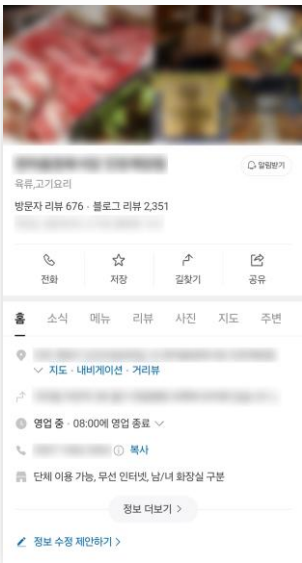 알림받기
육류,고기요리
방문자 리뷰 676 · 블로그 리뷰 2,351
전화 저장 길찾기 공유
홈 소식 메뉴 리뷰 사진 지도 주변
지도 · 내비게이션 · 거리뷰
영업 중 · 08:00에 영업 종료
복사
단체 이용 가능, 무선 인터넷, 남/녀 화장실 구분
정보 더보기 >
정보 수정 제안하기 >